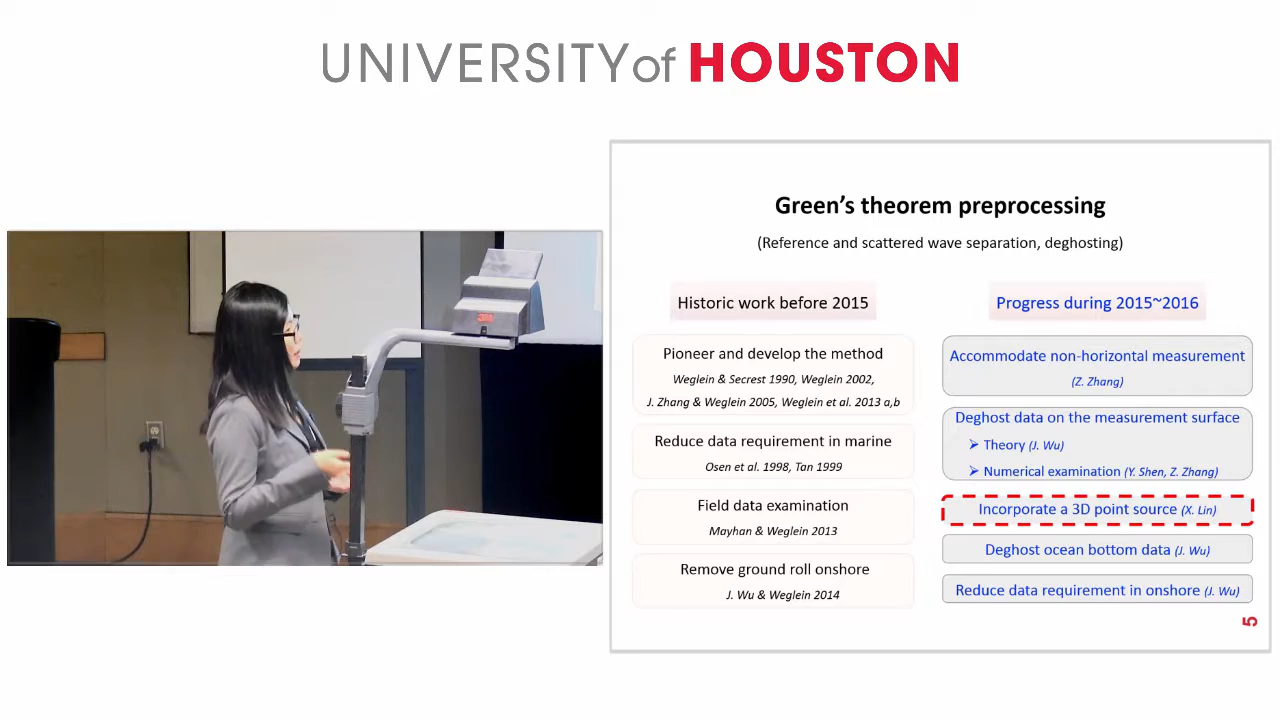 UNIVERSITY of HOUSTON
Green's theorem preprocessing
(Reference and scattered wave separation, deghosting)
Historic work before 2015
Pioneer and develop the method
Weglein & Secrest 1990, Weglein 2002,
J. Zhang & Weglein 2005, Weglein et al. 2013 a,b
Reduce data requirement in marine
Osen et al. 1998, Tan 1999
Field data examination
Mayhan & Weglein 2013
Remove ground roll onshore
J. Wu & Weglein 2014
Progress during 2015~2016
Accommodate non-horizontal measurement
(Z. Zhang)
Deghost data on the measurement surface
➢ Theory (J. Wu)
➢ Numerical examination (Y. Shen, Z. Zhang)
Incorporate a 3D point source (X. Lin)
Deghost ocean bottom data (J. Wu)
Reduce data requirement in onshore (J. Wu)
5